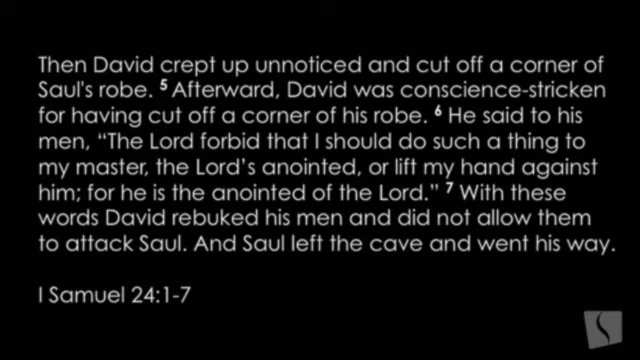 Then David crept up unnoticed and cut off a corner of
Saul's robe. ⁵ Afterward, David was conscience-stricken
for having cut off a corner of his robe. ⁶ He said to his
men, “The Lord forbid that I should do such a thing to
my master, the Lord’s anointed, or lift my hand against
him; for he is the anointed of the Lord.” ⁷ With these
words David rebuked his men and did not allow them
to attack Saul. And Saul left the cave and went his way.
I Samuel 24:1-7